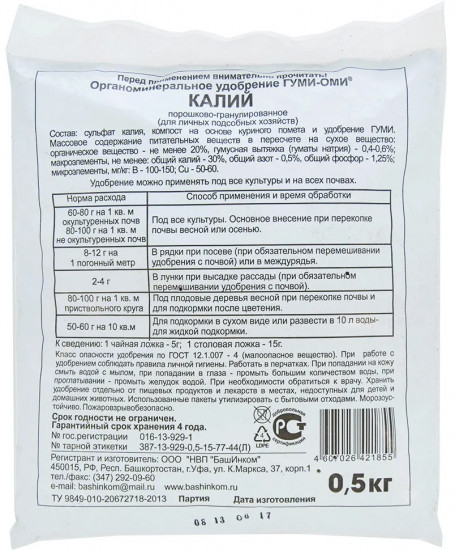 Перед применением внимательно прочитать!
Органоминеральное удобрение ГУМИ-ОМИ®
КАЛИЙ
порошково-гранулированное
(для личных подсобных хозяйств)
Состав: сульфат калия, компост на основе куриного помета и удобрение ГУМИ.
Массовое содержание питательных веществ в пересчете на сухое вещество;
органическое вещество - не менее 20%, гумусная вытяжка (гуматы натрия) - 0,4-0,6%;
макроэлементы, не менее: общий калий - 30%, общий азот - 0,5%, общий фосфор - 1,25%;
микроэлементы, мг/кг: В - 100-150; Cu - 50-60.
Удобрение можно применять под все культуры и на всех почвах.
Норма расхода Способ применения и время обработки
60-80 г на 1 кв. м
окультуренных почв
80-100 г на 1 кв. м
не окультуренных почв
Под все культуры. Основное внесение при перекопке
почвы весной или осенью.
8-12 г на
1 погонный метр
В рядки при посеве (при обязательном перемешивании
удобрения с почвой) или в междурядья.
2-4 г
В лунки при высадке рассады (при обязательном
перемешивании удобрения с почвой).
80-100 г на 1 кв. м
приствольного круга
Под плодовые деревья весной при перекопке почвы и
для подкормки после цветения.
50-60 г на 10 кв.м
Для подкормки в сухом виде или развести в 10 л воды-
для жидкой подкормки.
К сведению: 1 чайная ложка - 5г; 1 столовая ложка - 15г.
Класс опасности удобрения по ГОСТ 12.1.007 - 4 (малоопасное вещество). При работе с
удобрением соблюдать правила личной гигиены. Работать в перчатках. При попадании на кожу
смыть водой с мылом, при попадании в глаза - промыть большим количеством воды, при
проглатывании - промыть желудок водой. При необходимости обратиться к врачу. Хранить
удобрение отдельно от пищевых продуктов и лекарств в местах, недоступных для детей и
домашних животных. Использованные пакеты утилизировать с бытовыми отходами. Морозоус-
тойчиво. Пожаровзрывобезопасно.
Срок годности не ограничен.
Гарантийный срок хранения 4 года.
№ гос.регистрации 016-13-929-1
№ тарной этикетки 387-13-929-0,5-15-77-44(Л)
Регистрант и изготовитель: ООО "НВП "БашИнком"
450015, РФ, Респ. Башкортостан, г.Уфа, ул. К.Маркса, 37, корп.1
тел./факс: (347) 292-09-60
bashinkom@mail.ru, www.bashinkom.ru
ТУ 9849-010-20672718-2013 Партия Дата изготовления
4
LDPE
ДОБРОВОЛЬНАЯ
СЕРТИФИКАЦИЯ
4 607026 421855
0,5 кг
08 13 06 17